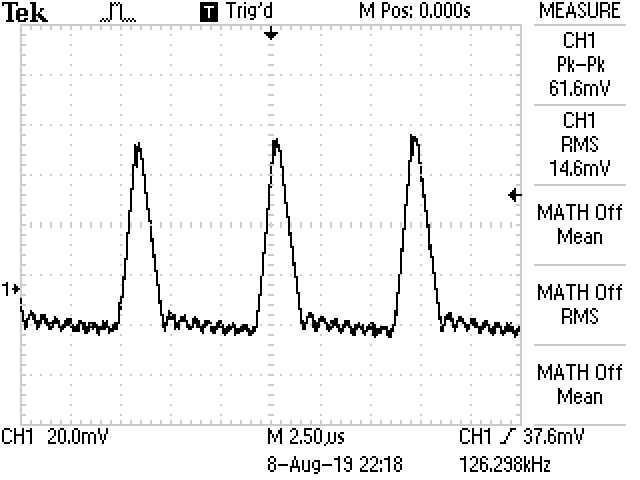 Tek T Trig'd M Pos: 0.000s MEASURE
CH1
Pk-Pk
61.6mV
CH1
RMS
14.6mV
MATH Off
Mean
1
MATH Off
RMS
MATH Off
Mean
CH1 20.0mV M 2.50µs CH1 37.6mV
8-Aug-19 22:18 126.298kHz